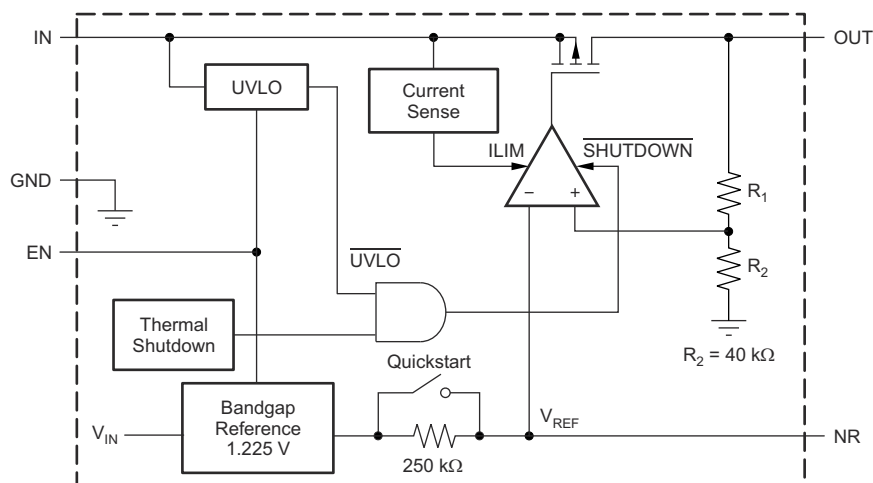 IN
OUT
UVLO
Current
Sense
ILIM
SHUTDOWN
GND
−
+
R1
EN
UVLO
R2
Thermal
Shutdown
Quickstart
R2 = 40 kΩ
VIN
Bandgap
Reference
1.225 V
VREF
NR
250 kΩ